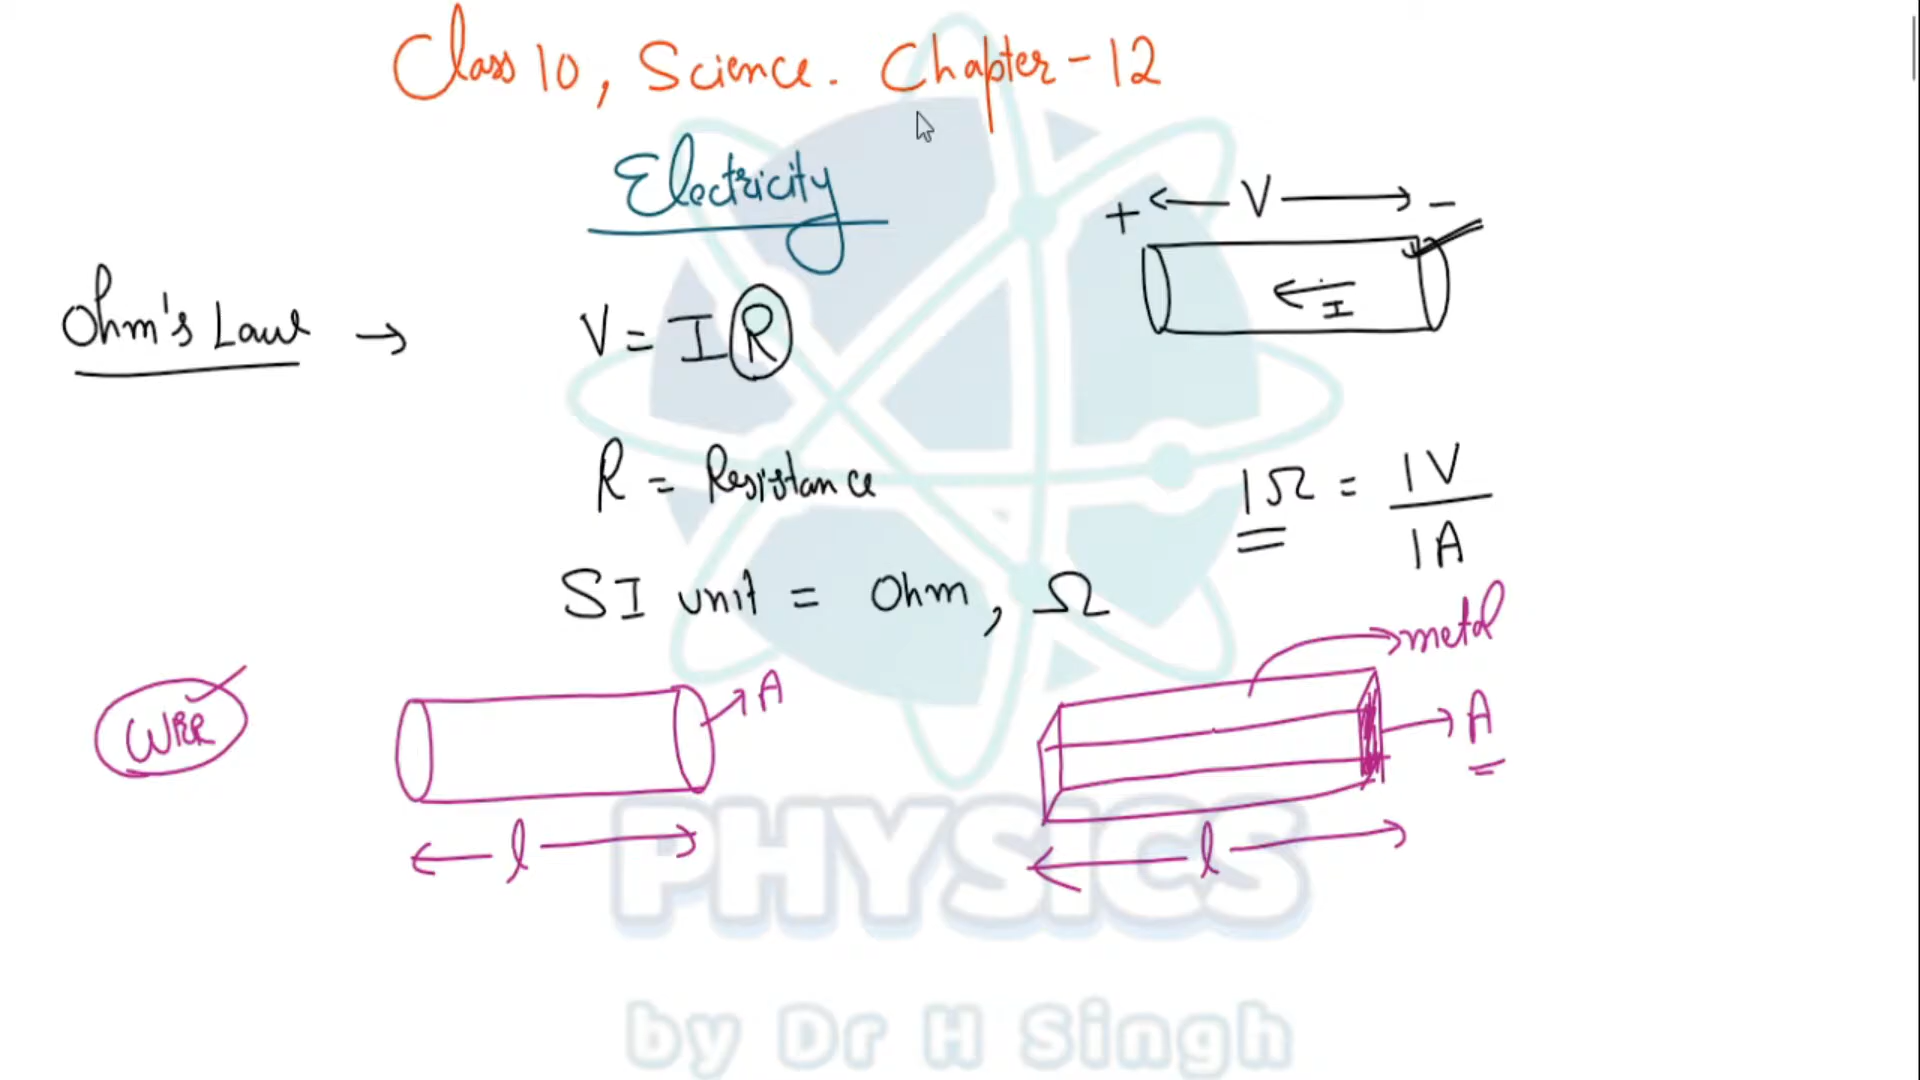 Class 10, Science. Chapter-12
Electricity
+ ← V → -
← I
Ohm's Law → V = IR
R = Resistance
1Ω = 1V
1A
SI unit = Ohm, Ω
→ metal
→ A
→ A
← l →
← l →
PHYSICS
by Dr H Singh